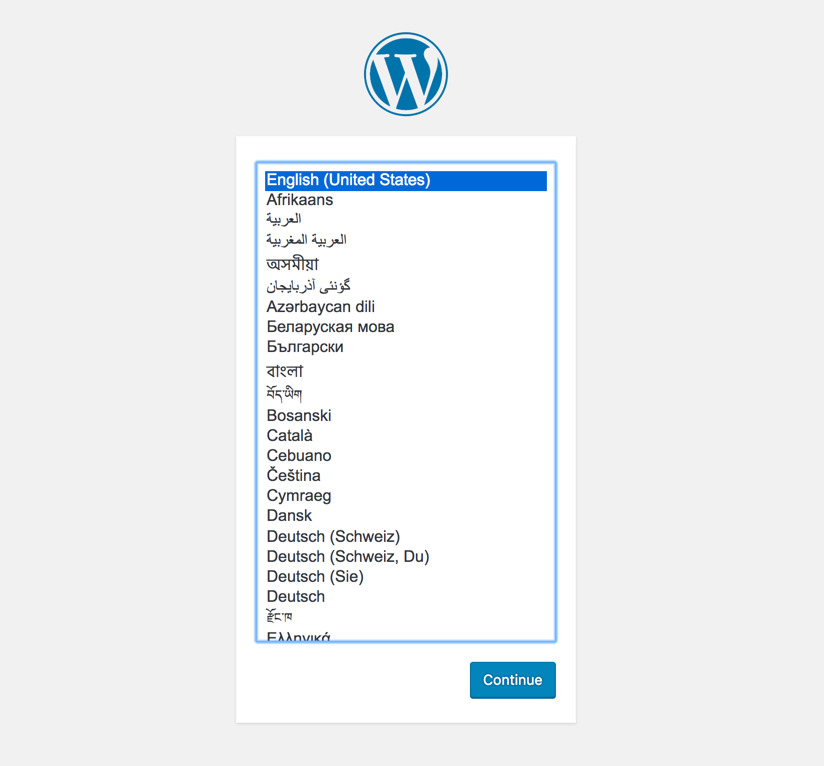 English (United States)
Afrikaans
العربية
العربية المغربية
অসমীয়া
گؤنئی آذربایجان
Azərbaycan dili
Беларуская мова
Български
বাংলা
བོད་ཡིག
Bosanski
Català
Cebuano
Čeština
Cymraeg
Dansk
Deutsch (Schweiz)
Deutsch (Schweiz, Du)
Deutsch (Sie)
Deutsch
རྫོང་ཁ
Ελληνικά
Continue